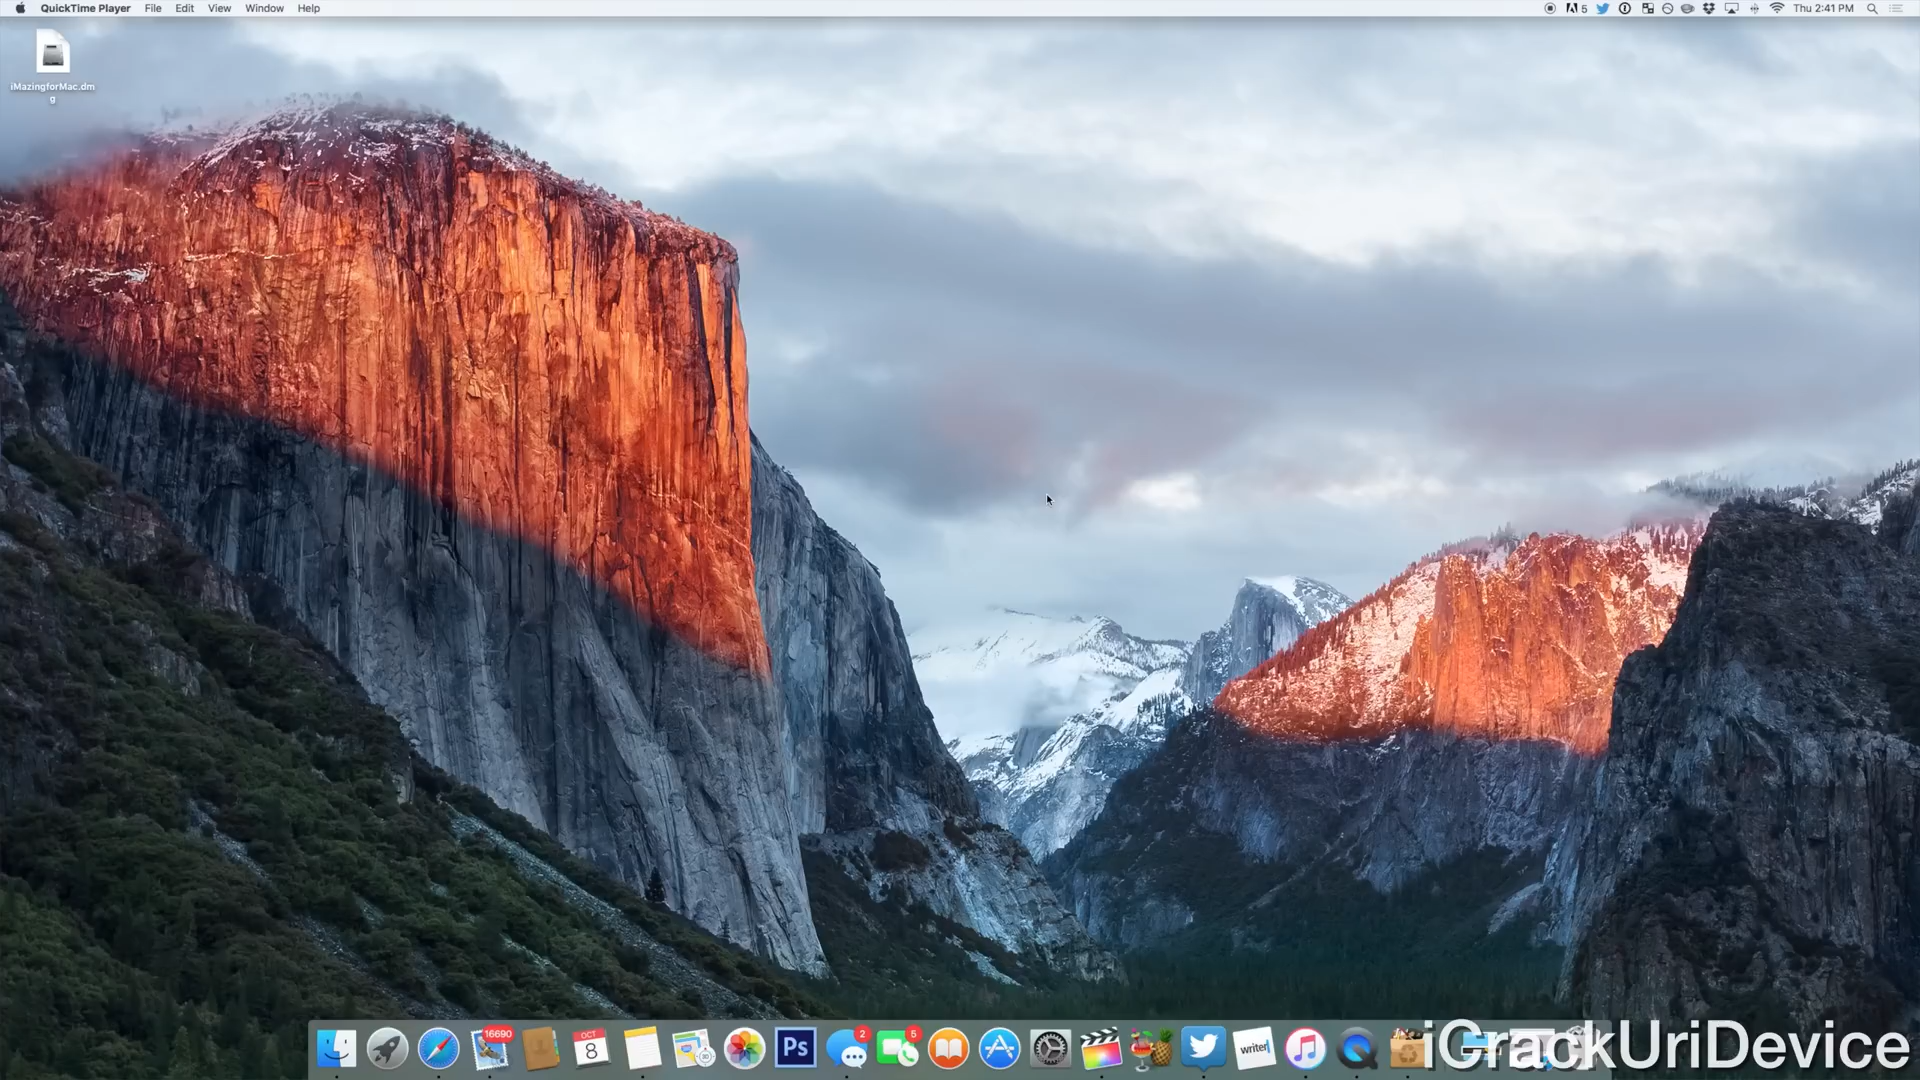 QuickTime Player File Edit View Window Help
5 Thu 2:41 PM
iMazingforMac.dm
g
16690
OCT
8
Ps
2
5
writer
iCrackUriDevice